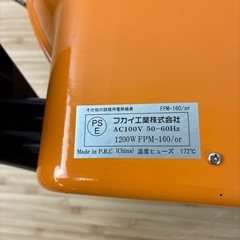 その他の調理用電熱器具 FPM-160/or
PS
E
フカイ工業株式会社
AC100V 50-60Hz
1200W FPM-160/or
Made in P.R.C (China) 温度ヒューズ 172℃